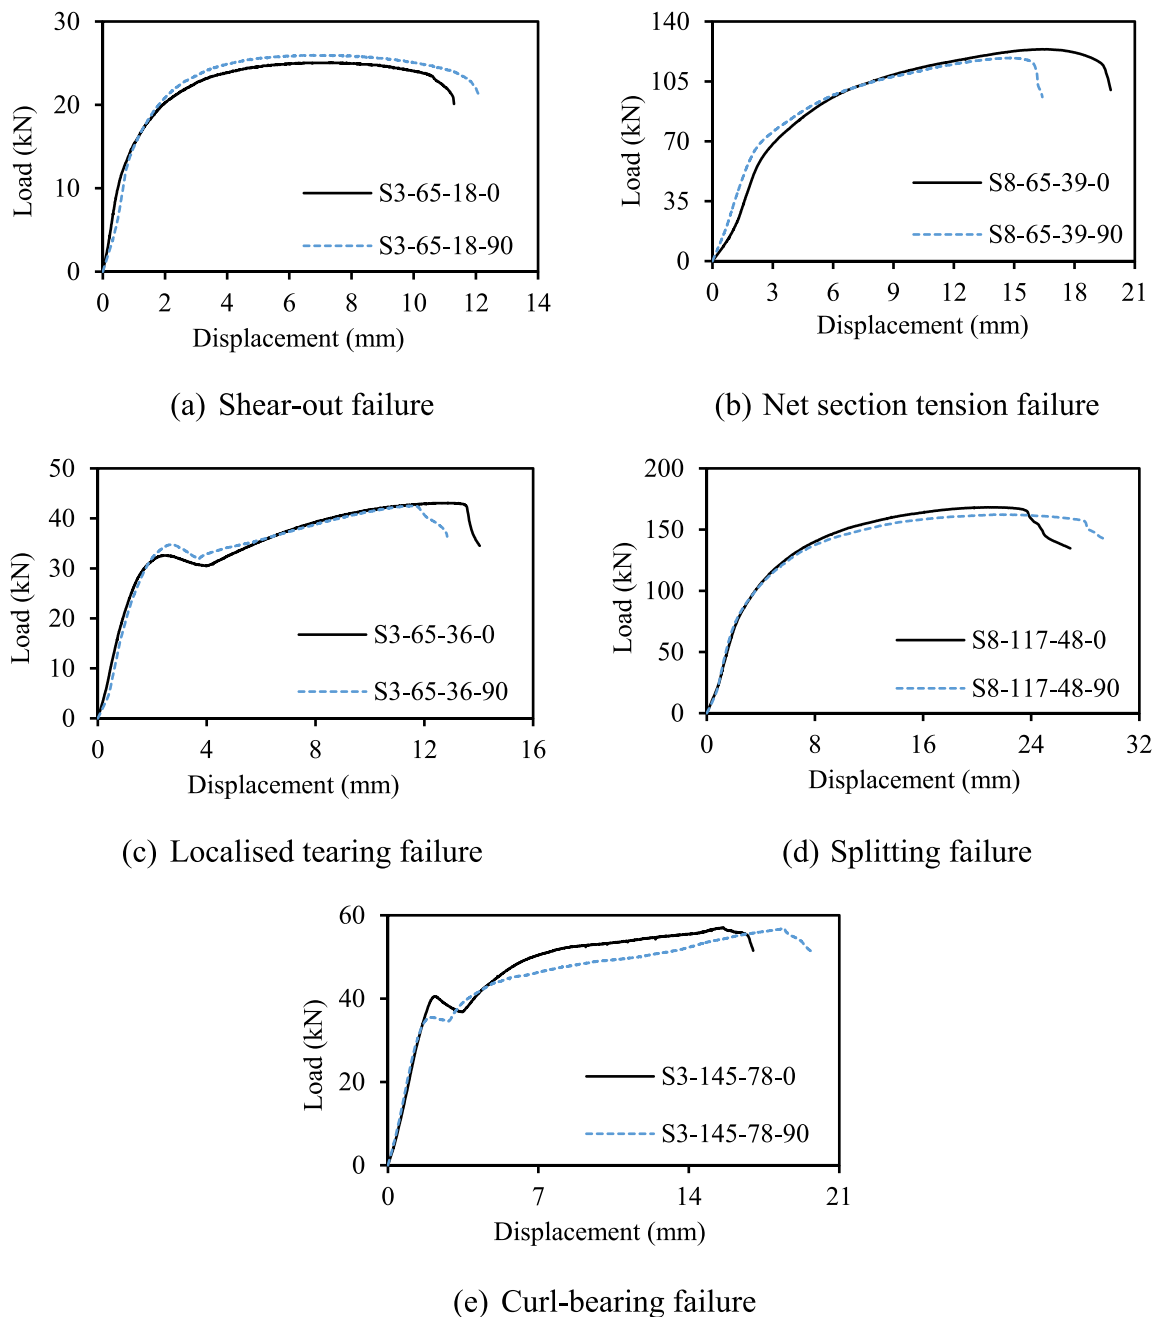 30
25
20
15
10
5
0
Load (kN)
S3-65-18-0
S3-65-18-90
0 2 4 6 8 10 12 14
Displacement (mm)
(a) Shear-out failure
140
105
70
35
0
Load (kN)
S8-65-39-0
S8-65-39-90
0 3 6 9 12 15 18 21
Displacement (mm)
(b) Net section tension failure
50
40
30
20
10
0
Load (kN)
S3-65-36-0
S3-65-36-90
0 4 8 12 16
Displacement (mm)
(c) Localised tearing failure
200
150
100
50
0
Load (kN)
S8-117-48-0
S8-117-48-90
0 8 16 24 32
Displacement (mm)
(d) Splitting failure
60
40
20
0
Load (kN)
S3-145-78-0
S3-145-78-90
0 7 14 21
Displacement (mm)
(e) Curl-bearing failure